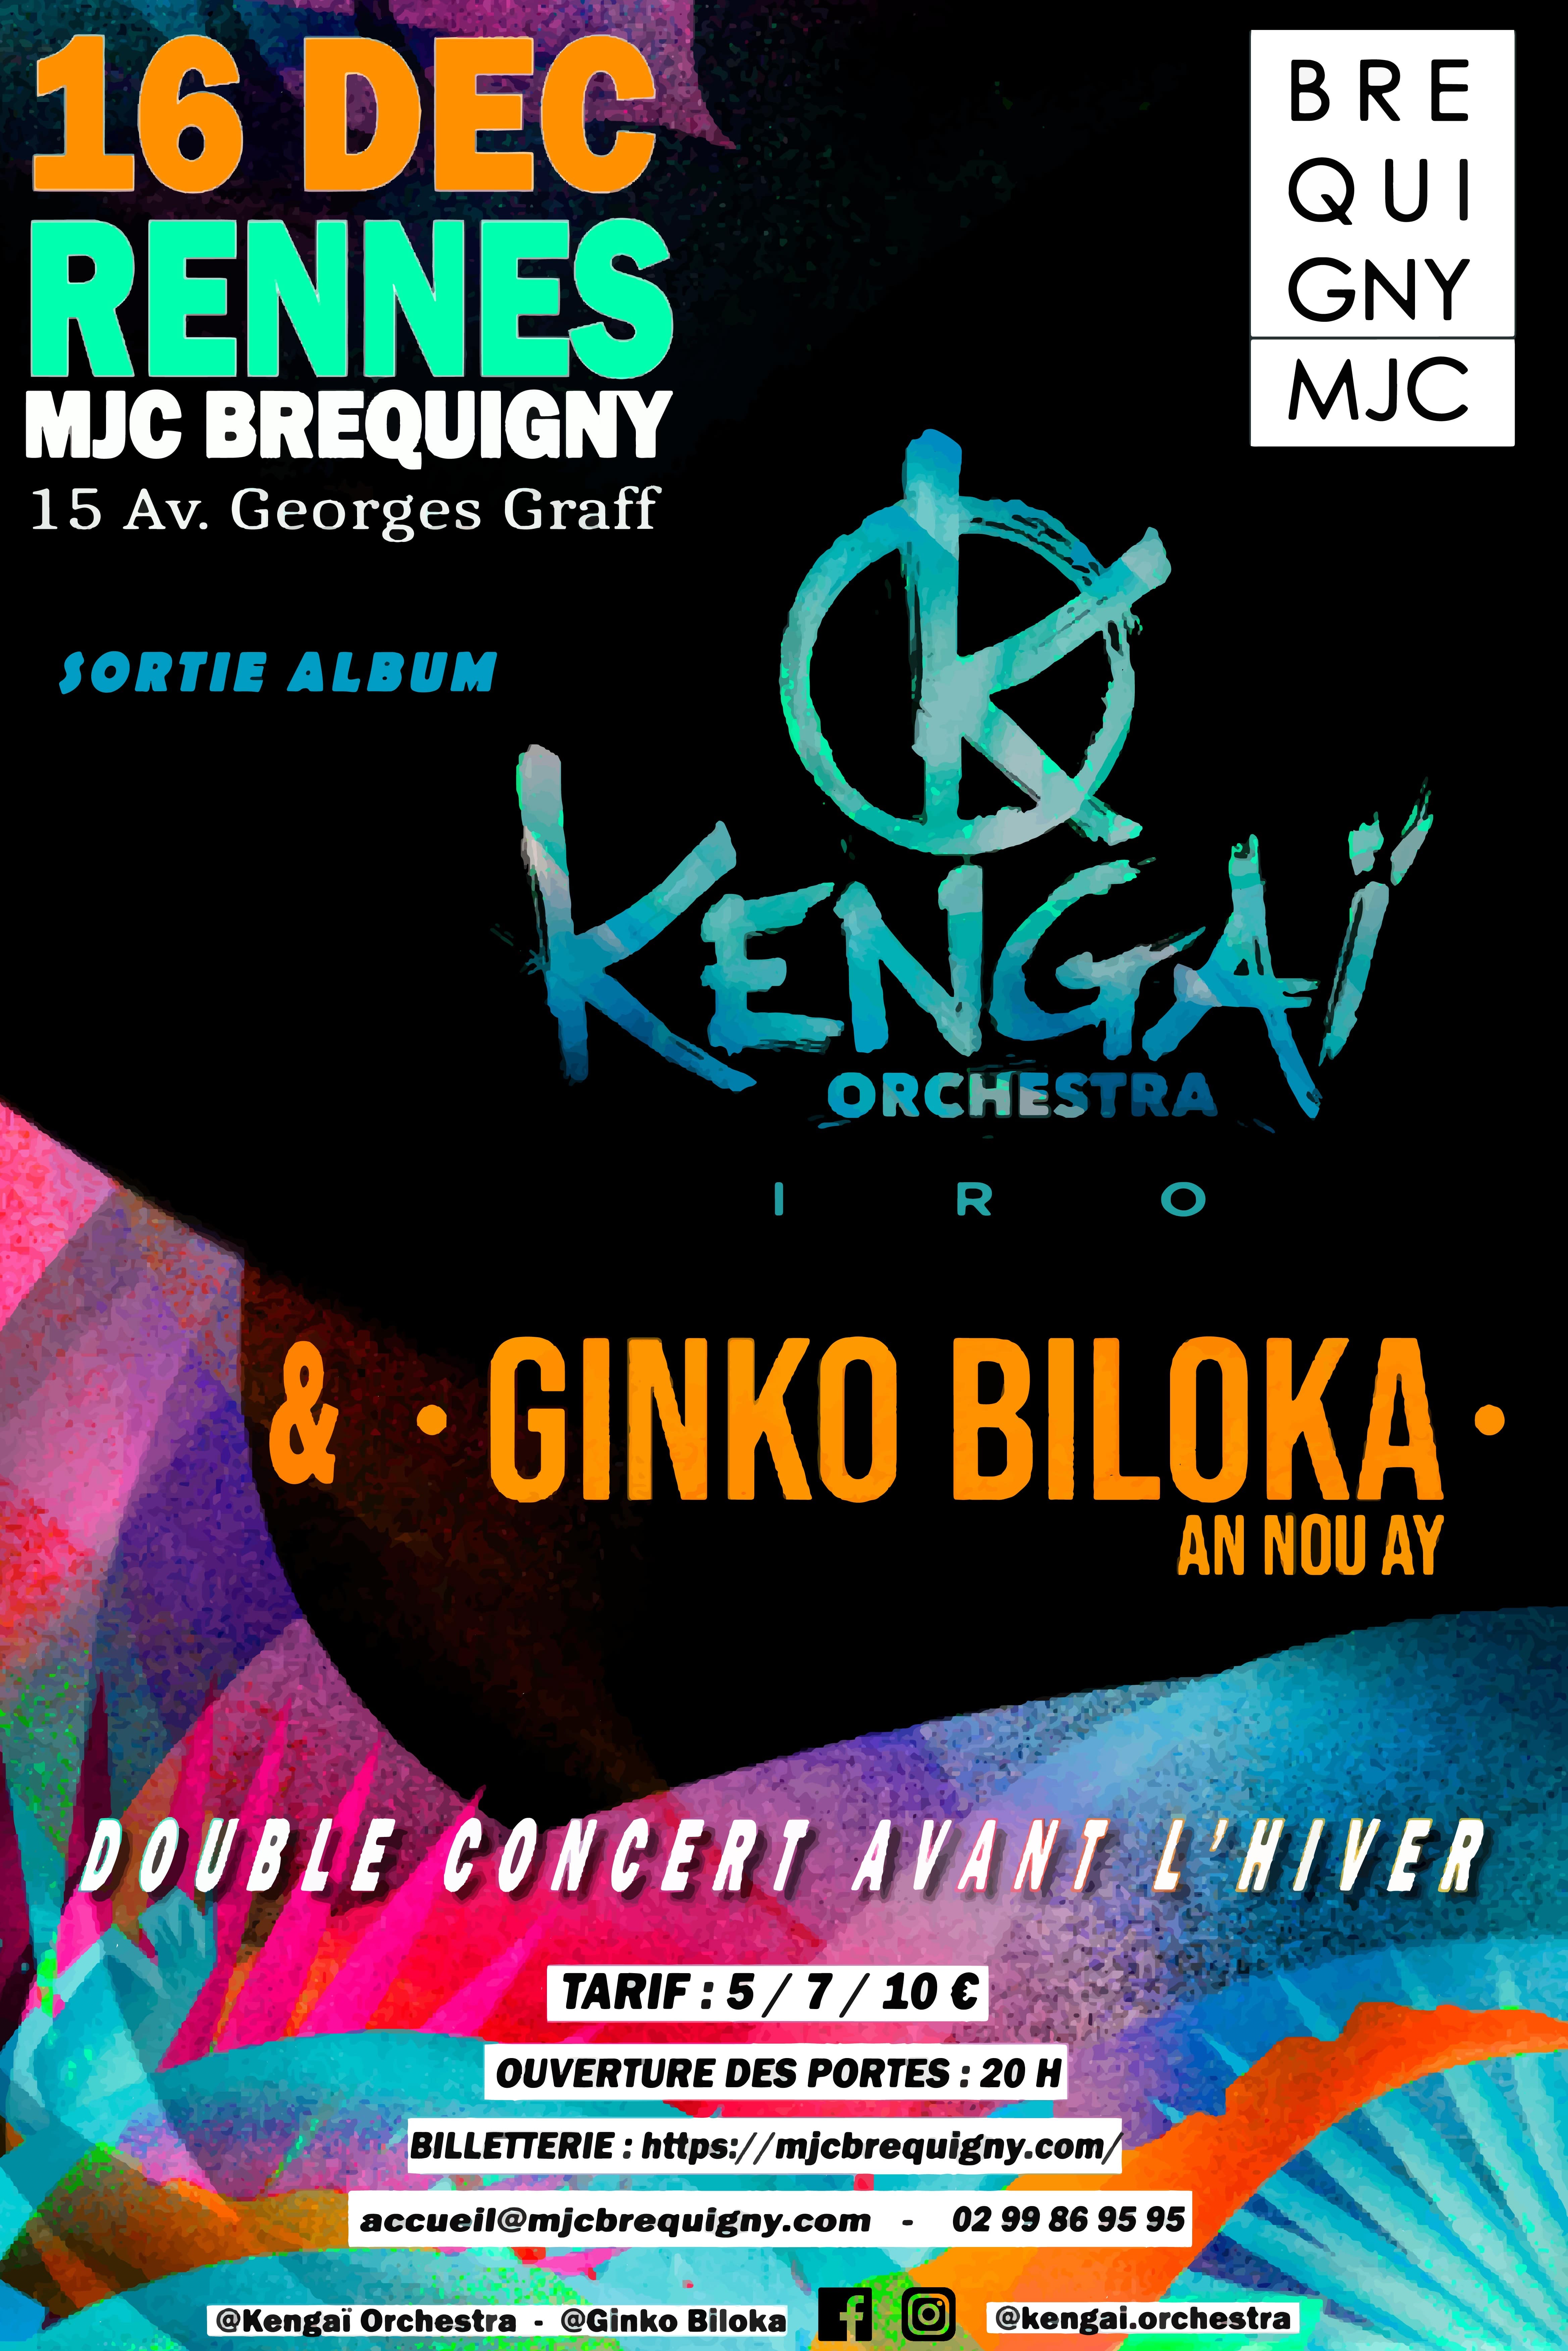 16 DEC
RENNES
MJC BREQUIGNY
15 Av. Georges Graff
BRE
QUI
GNY
MJC
SORTIE ALBUM
K
KENGAÏ
ORCHESTRA
IRO
& • GINKO BILOKA •
AN NOU AY
DOUBLE CONCERT AVANT L'HIVER
TARIF : 5 / 7 / 10 €
OUVERTURE DES PORTES : 20 H
BILLETTERIE : https://mjcbrequigny.com/
accueil@mjcbrequigny.com - 02 99 86 95 95
@Kengaï Orchestra - @Ginko Biloka
@kengai.orchestra